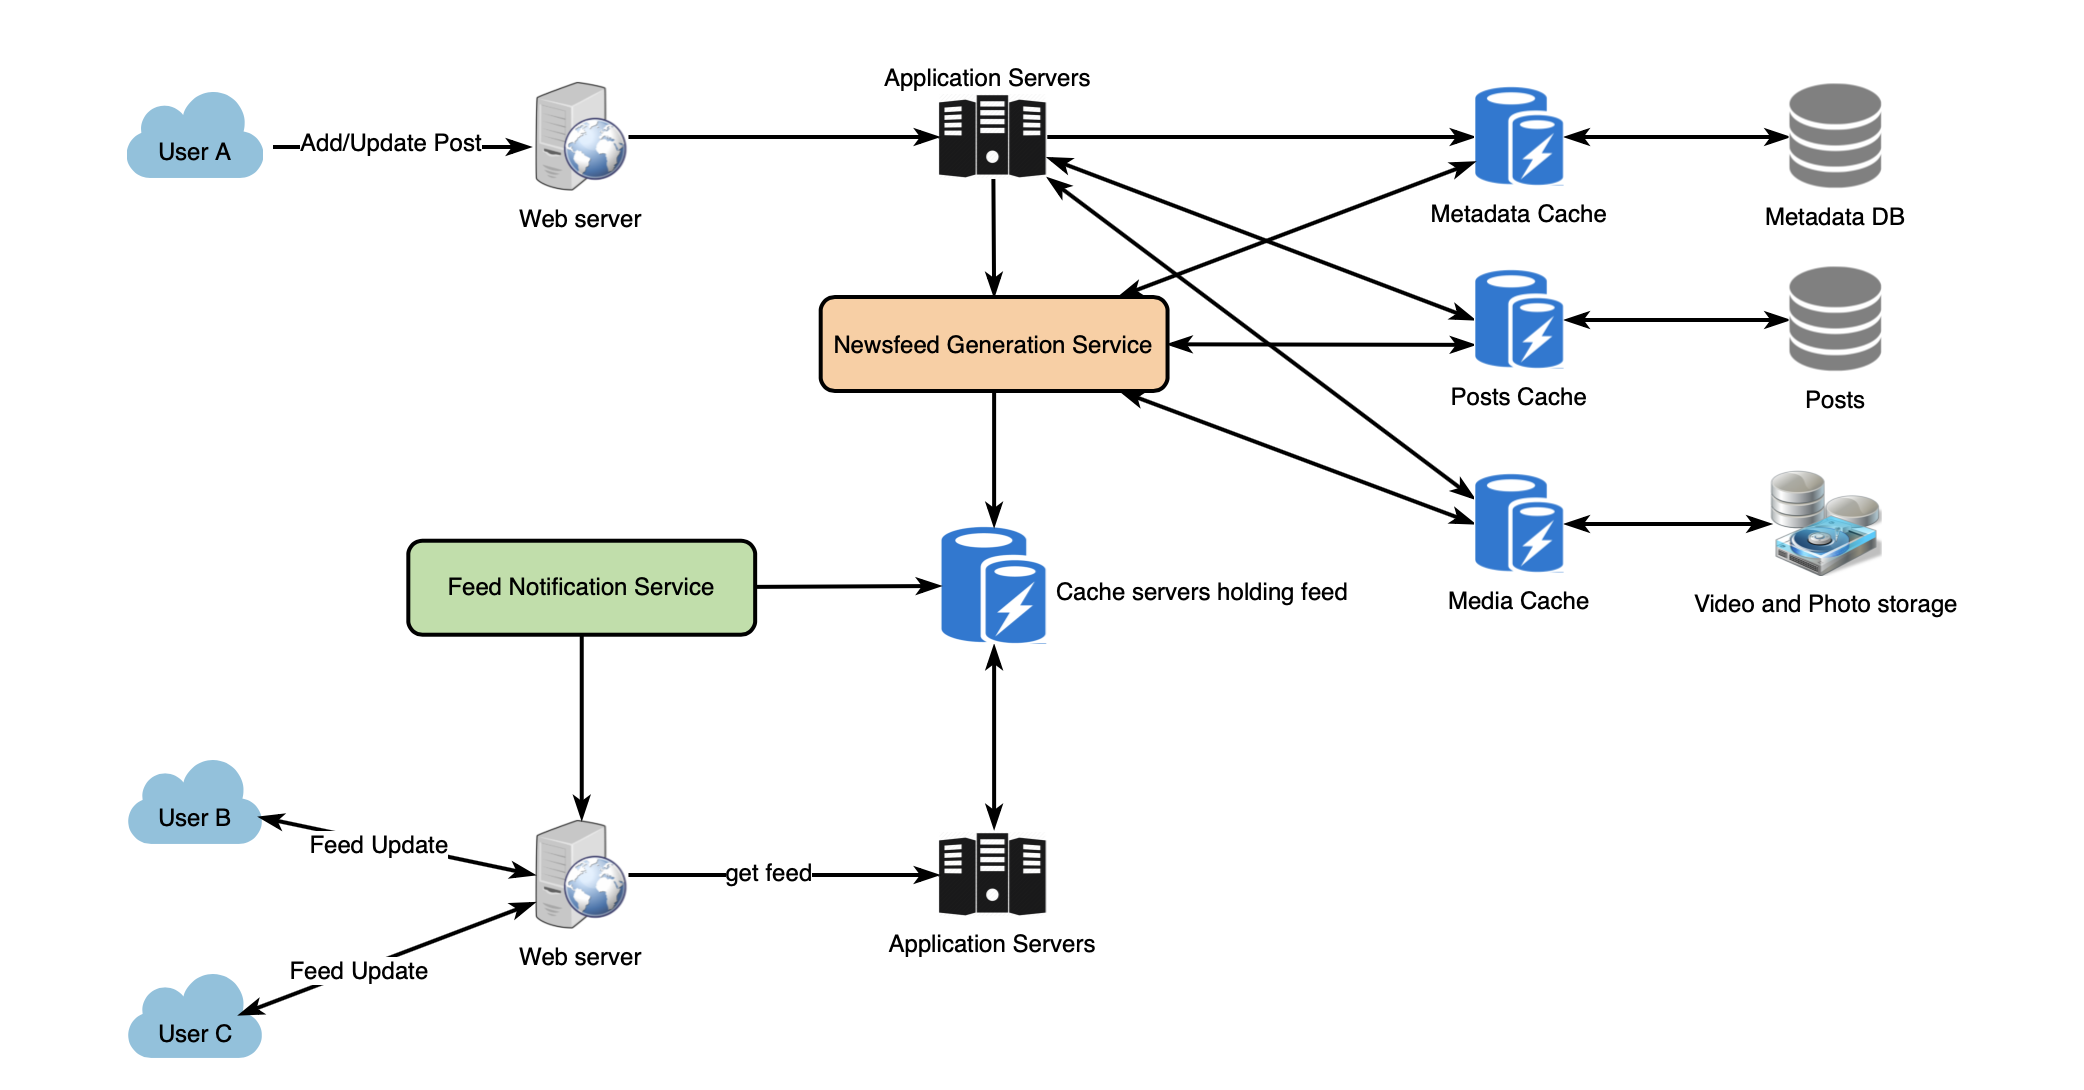 Application Servers
User A
Add/Update Post
Web server
Metadata Cache
Metadata DB
Newsfeed Generation Service
Posts Cache
Posts
Feed Notification Service
Cache servers holding feed
Media Cache
Video and Photo storage
User B
Feed Update
get feed
Web server
Application Servers
Feed Update
User C